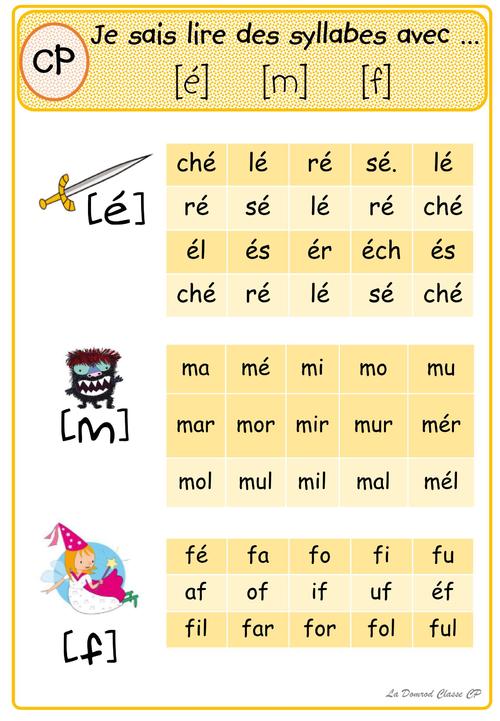 CP
Je sais lire des syllabes avec ...
[é] [m] [f]
[é]
ché lé ré sé. lé
ré sé lé ré ché
él és ér éch és
ché ré lé sé ché
[m]
ma mé mi mo mu
mar mor mir mur mér
mol mul mil mal mél
[f]
fé fa fo fi fu
af of if uf éf
fil far for fol ful
La Domrod Classe CP